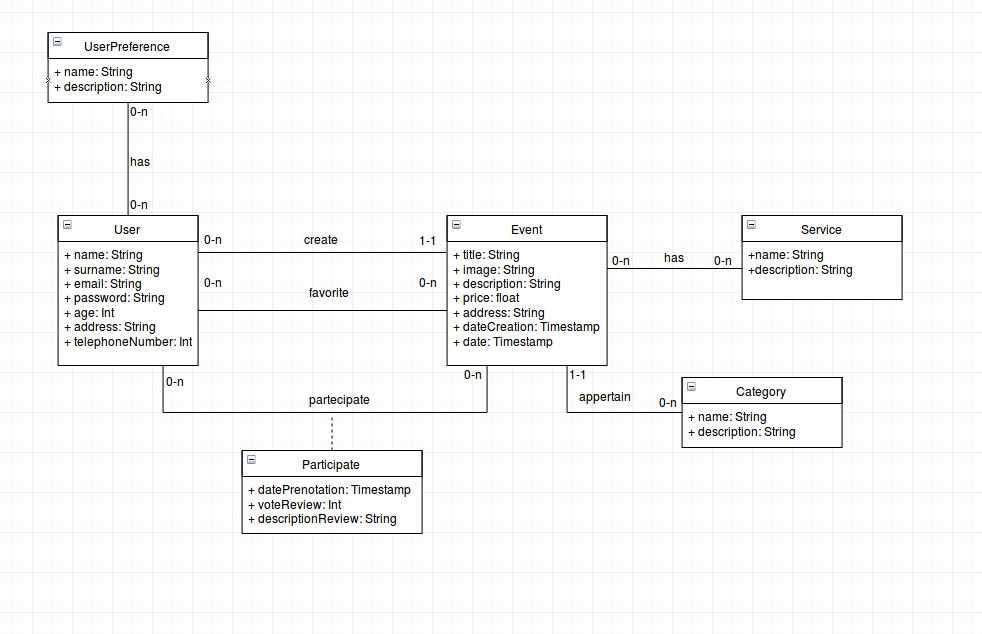 UserPreference
+ name: String
+ description: String
0-n
has
0-n
User
+ name: String
+ surname: String
+ email: String
+ password: String
+ age: Int
+ address: String
+ telephoneNumber: Int
0-n
create
1-1
0-n
favorite
0-n
Event
+ title: String
+ image: String
+ description: String
+ price: float
+ address: String
+ dateCreation: Timestamp
+ date: Timestamp
0-n
has
0-n
Service
+name: String
+description: String
0-n
partecipate
0-n
1-1
appertain
0-n
Category
+ name: String
+ description: String
Participate
+ datePrenotation: Timestamp
+ voteReview: Int
+ descriptionReview: String